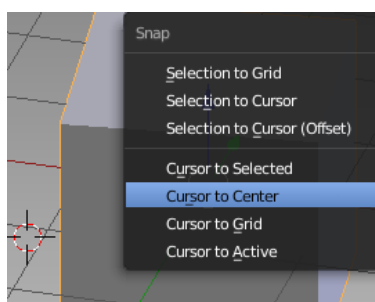 Snap
Selection to Grid
Selection to Cursor
Selection to Cursor (Offset)
Cursor to Selected
Cursor to Center
Cursor to Grid
Cursor to Active